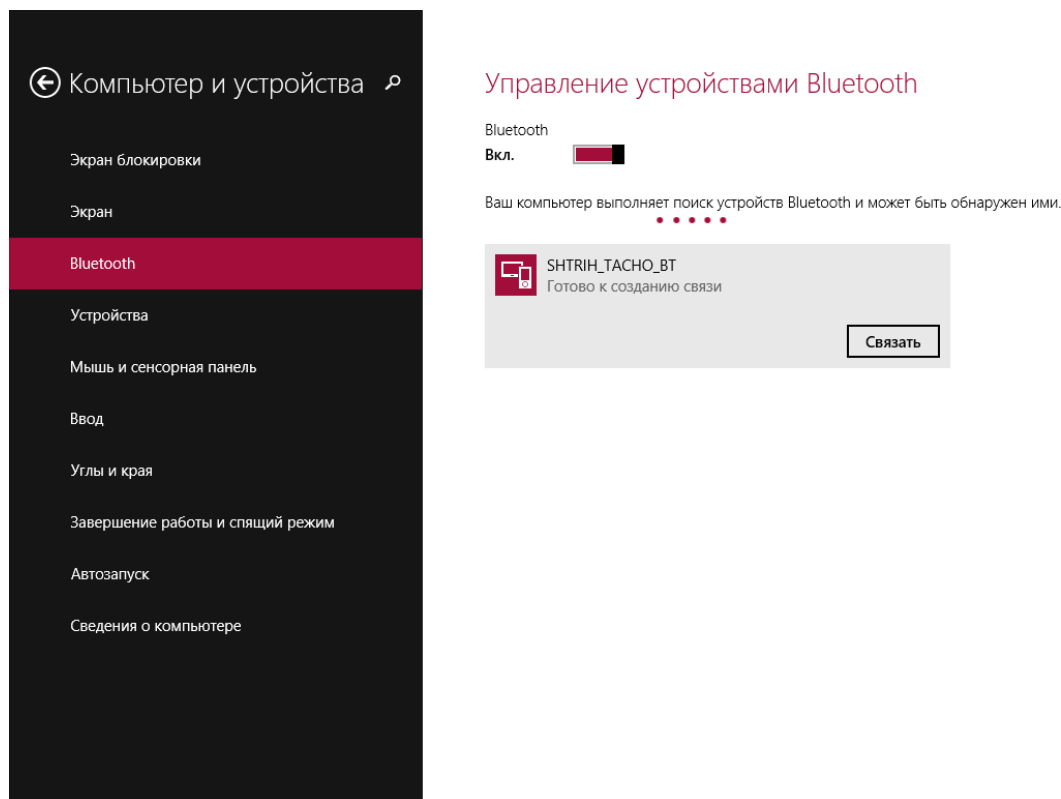 Компьютер и устройства
Экран блокировки
Экран
Bluetooth
Устройства
Мышь и сенсорная панель
Ввод
Углы и края
Завершение работы и спящий режим
Автозапуск
Сведения о компьютере
Управление устройствами Bluetooth
Bluetooth
Вкл.
Ваш компьютер выполняет поиск устройств Bluetooth и может быть обнаружен ими.
SHTRIH_TACHO_BT
Готово к созданию связи
Связать